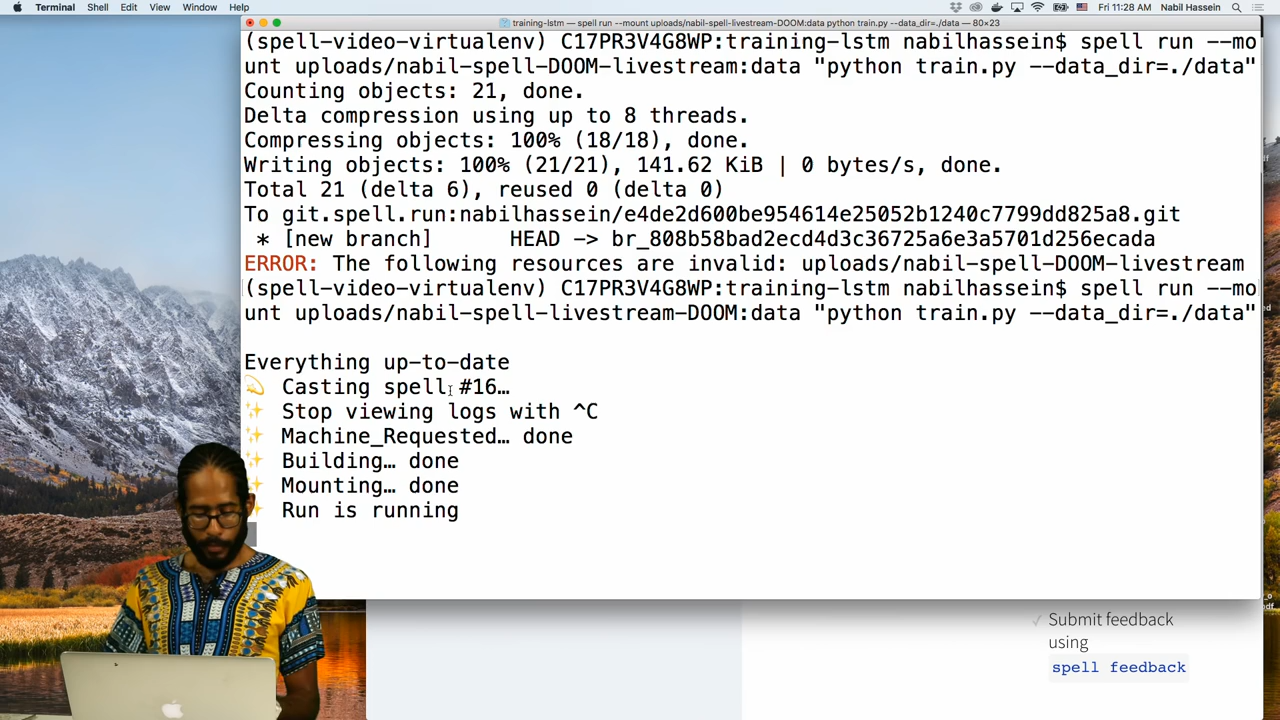 Terminal Shell Edit View Window Help Fri 11:28 AM Nabil Hassein
training-lstm — spell run --mount uploads/nabil-spell-livestream-DOOM:data python train.py --data_dir=./data — 80×23
(spell-video-virtualenv) C17PR3V4G8WP:training-lstm nabilhassein$ spell run --mo
unt uploads/nabil-spell-DOOM-livestream:data "python train.py --data_dir=./data"
Counting objects: 21, done.
Delta compression using up to 8 threads.
Compressing objects: 100% (18/18), done.
Writing objects: 100% (21/21), 141.62 KiB | 0 bytes/s, done.
Total 21 (delta 6), reused 0 (delta 0)
To git.spell.run:nabilhassein/e4de2d600be954614e25052b1240c7799dd825a8.git
* [new branch] HEAD -> br_808b58bad2ecd4d3c36725a6e3a5701d256ecada
ERROR: The following resources are invalid: uploads/nabil-spell-DOOM-livestream
(spell-video-virtualenv) C17PR3V4G8WP:training-lstm nabilhassein$ spell run --mo
unt uploads/nabil-spell-livestream-DOOM:data "python train.py --data_dir=./data"
Everything up-to-date
Casting spell #16…
Stop viewing logs with ^C
Machine_Requested… done
Building… done
Mounting… done
Run is running
Submit feedback
using
spell feedback